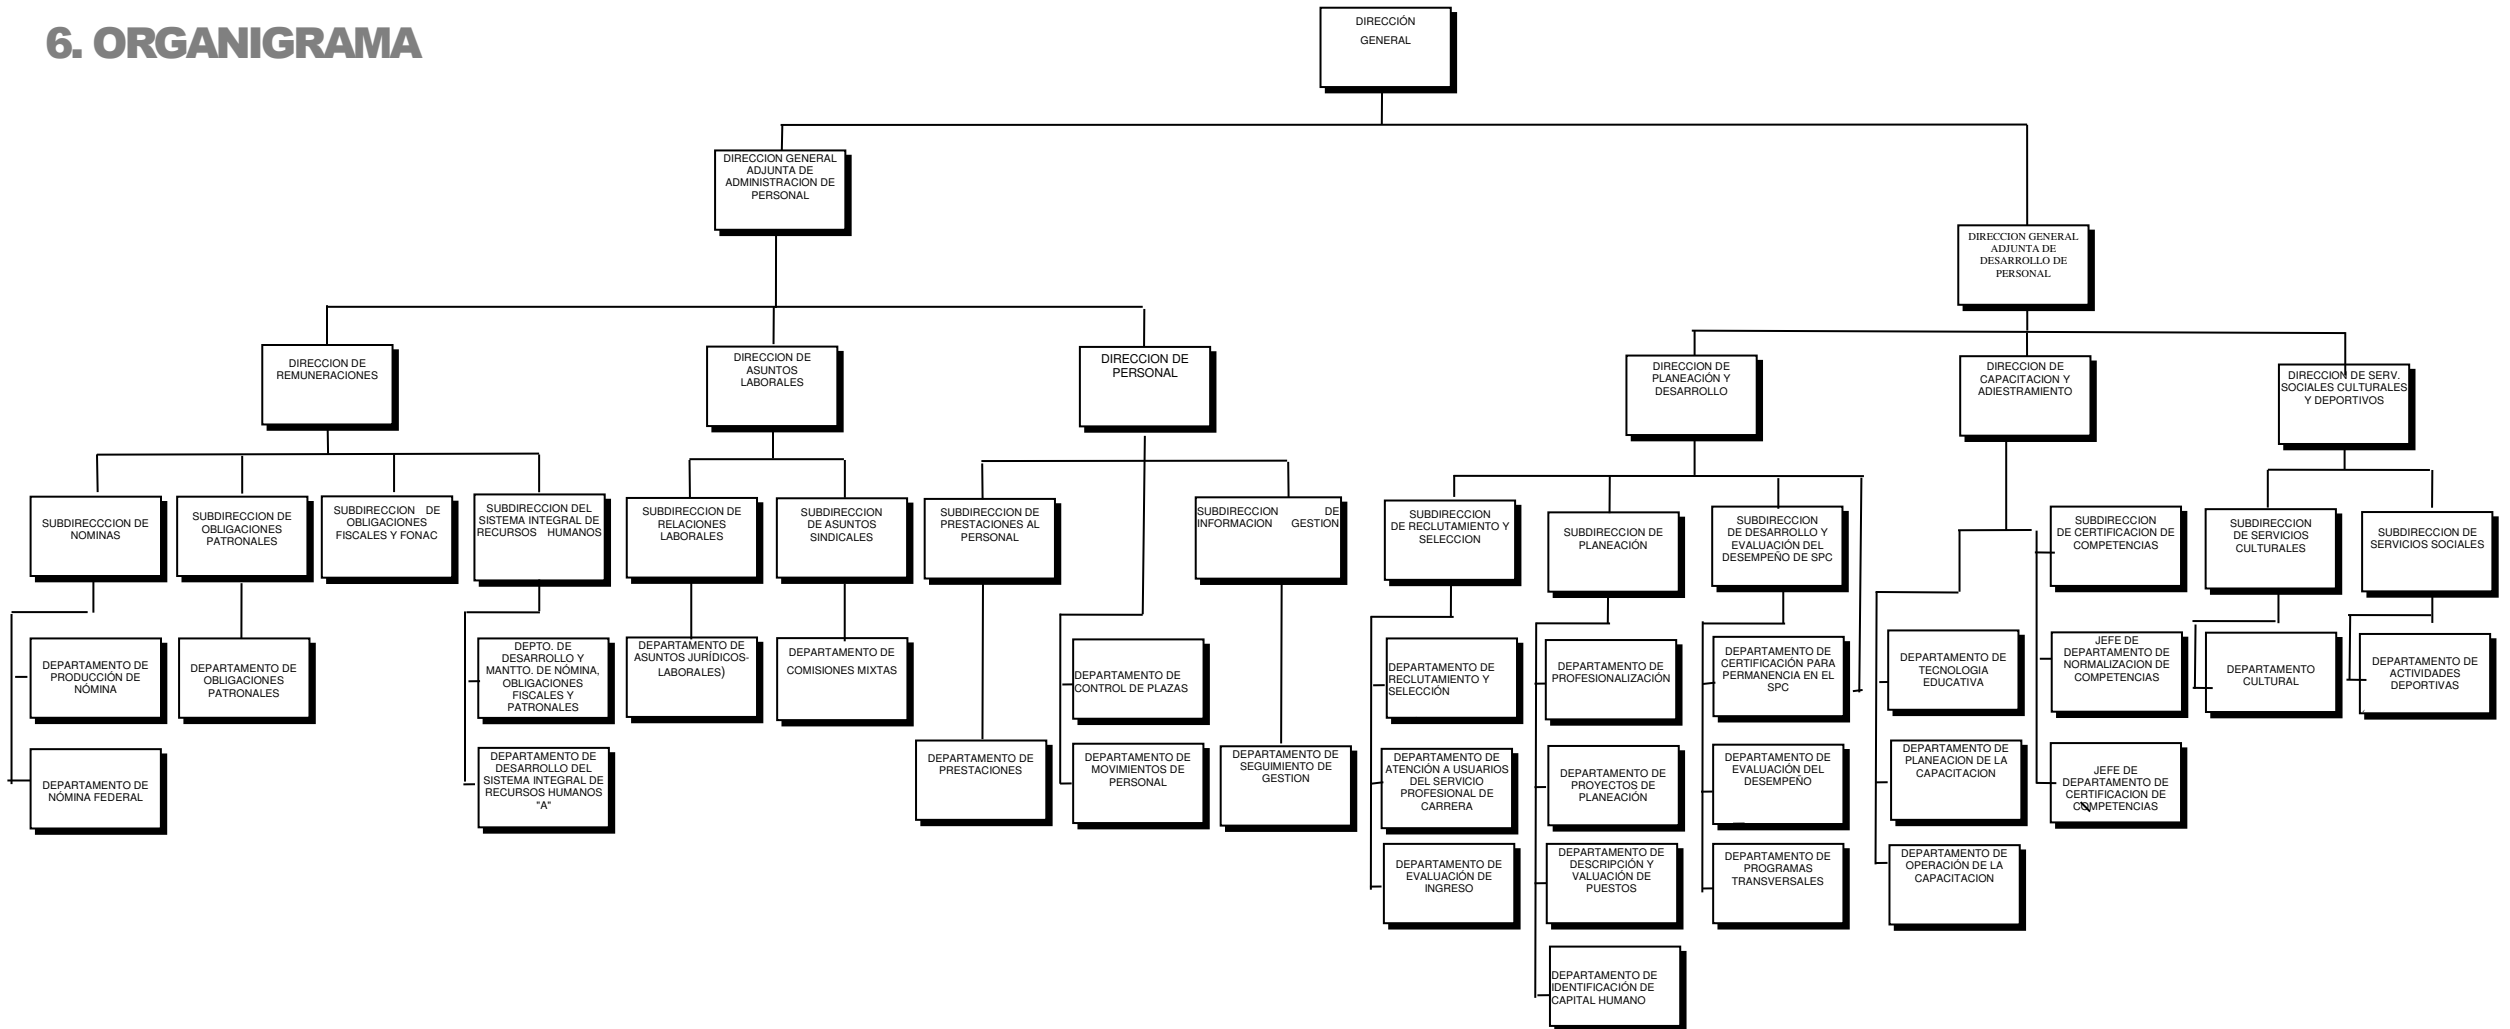 6. ORGANIGRAMA
DIRECCIÓN
GENERAL
DIRECCION GENERAL
ADJUNTA DE
ADMINISTRACION DE
PERSONAL
DIRECCION GENERAL
ADJUNTA DE
DESARROLLO DE
PERSONAL
DIRECCION DE
REMUNERACIONES
DIRECCION DE
ASUNTOS
LABORALES
DIRECCION DE
PERSONAL
DIRECCION DE
PLANEACIÓN Y
DESARROLLO
DIRECCION DE
CAPACITACION Y
ADIESTRAMIENTO
DIRECCION DE SERV.
SOCIALES CULTURALES
Y DEPORTIVOS
SUBDIRECCCION DE
NOMINAS
SUBDIRECCION DE
OBLIGACIONES
PATRONALES
SUBDIRECCION DE
OBLIGACIONES
FISCALES Y FONAC
SUBDIRECCION DEL
SISTEMA INTEGRAL DE
RECURSOS HUMANOS
SUBDIRECCION DE
RELACIONES
LABORALES
SUBDIRECCION
DE ASUNTOS
SINDICALES
SUBDIRECCION DE
PRESTACIONES AL
PERSONAL
SUBDIRECCION DE
INFORMACION GESTION
SUBDIRECCION
DE RECLUTAMIENTO Y
SELECCION
SUBDIRECCION DE
PLANEACIÓN
SUBDIRECCION
DE DESARROLLO Y
EVALUACIÓN DEL
DESEMPEÑO DE SPC
SUBDIRECCION
DE CERTIFICACION DE
COMPETENCIAS
SUBDIRECCION
DE SERVICIOS
CULTURALES
SUBDIRECCION DE
SERVICIOS SOCIALES
DEPARTAMENTO DE
PRODUCCIÓN DE
NÓMINA
DEPARTAMENTO DE
OBLIGACIONES
PATRONALES
DEPTO. DE
DESARROLLO Y
MANTTO. DE NÓMINA,
OBLIGACIONES
FISCALES Y
PATRONALES
DEPARTAMENTO DE
ASUNTOS JURÍDICOS-
LABORALES)
DEPARTAMENTO DE
COMISIONES MIXTAS
DEPARTAMENTO DE
CONTROL DE PLAZAS
DEPARTAMENTO DE
RECLUTAMIENTO Y
SELECCIÓN
DEPARTAMENTO DE
PROFESIONALIZACIÓN
DEPARTAMENTO DE
CERTIFICACIÓN PARA
PERMANENCIA EN EL
SPC
DEPARTAMENTO DE
TECNOLOGIA
EDUCATIVA
JEFE DE
DEPARTAMENTO DE
NORMALIZACION DE
COMPETENCIAS
DEPARTAMENTO
CULTURAL
DEPARTAMENTO DE
ACTIVIDADES
DEPORTIVAS
DEPARTAMENTO DE
NÓMINA FEDERAL
DEPARTAMENTO DE
DESARROLLO DEL
SISTEMA INTEGRAL DE
RECURSOS HUMANOS
"A"
DEPARTAMENTO DE
PRESTACIONES
DEPARTAMENTO DE
MOVIMIENTOS DE
PERSONAL
DEPARTAMENTO DE
SEGUIMIENTO DE
GESTION
DEPARTAMENTO DE
ATENCIÓN A USUARIOS
DEL SERVICIO
PROFESIONAL DE
CARRERA
DEPARTAMENTO DE
PROYECTOS DE
PLANEACIÓN
DEPARTAMENTO DE
EVALUACIÓN DEL
DESEMPEÑO
DEPARTAMENTO DE
PLANEACION DE LA
CAPACITACION
JEFE DE
DEPARTAMENTO DE
CERTIFICACION DE
COMPETENCIAS
DEPARTAMENTO DE
EVALUACIÓN DE
INGRESO
DEPARTAMENTO DE
DESCRIPCIÓN Y
VALUACIÓN DE
PUESTOS
DEPARTAMENTO DE
PROGRAMAS
TRANSVERSALES
DEPARTAMENTO DE
OPERACIÓN DE LA
CAPACITACION
DEPARTAMENTO DE
IDENTIFICACIÓN DE
CAPITAL HUMANO